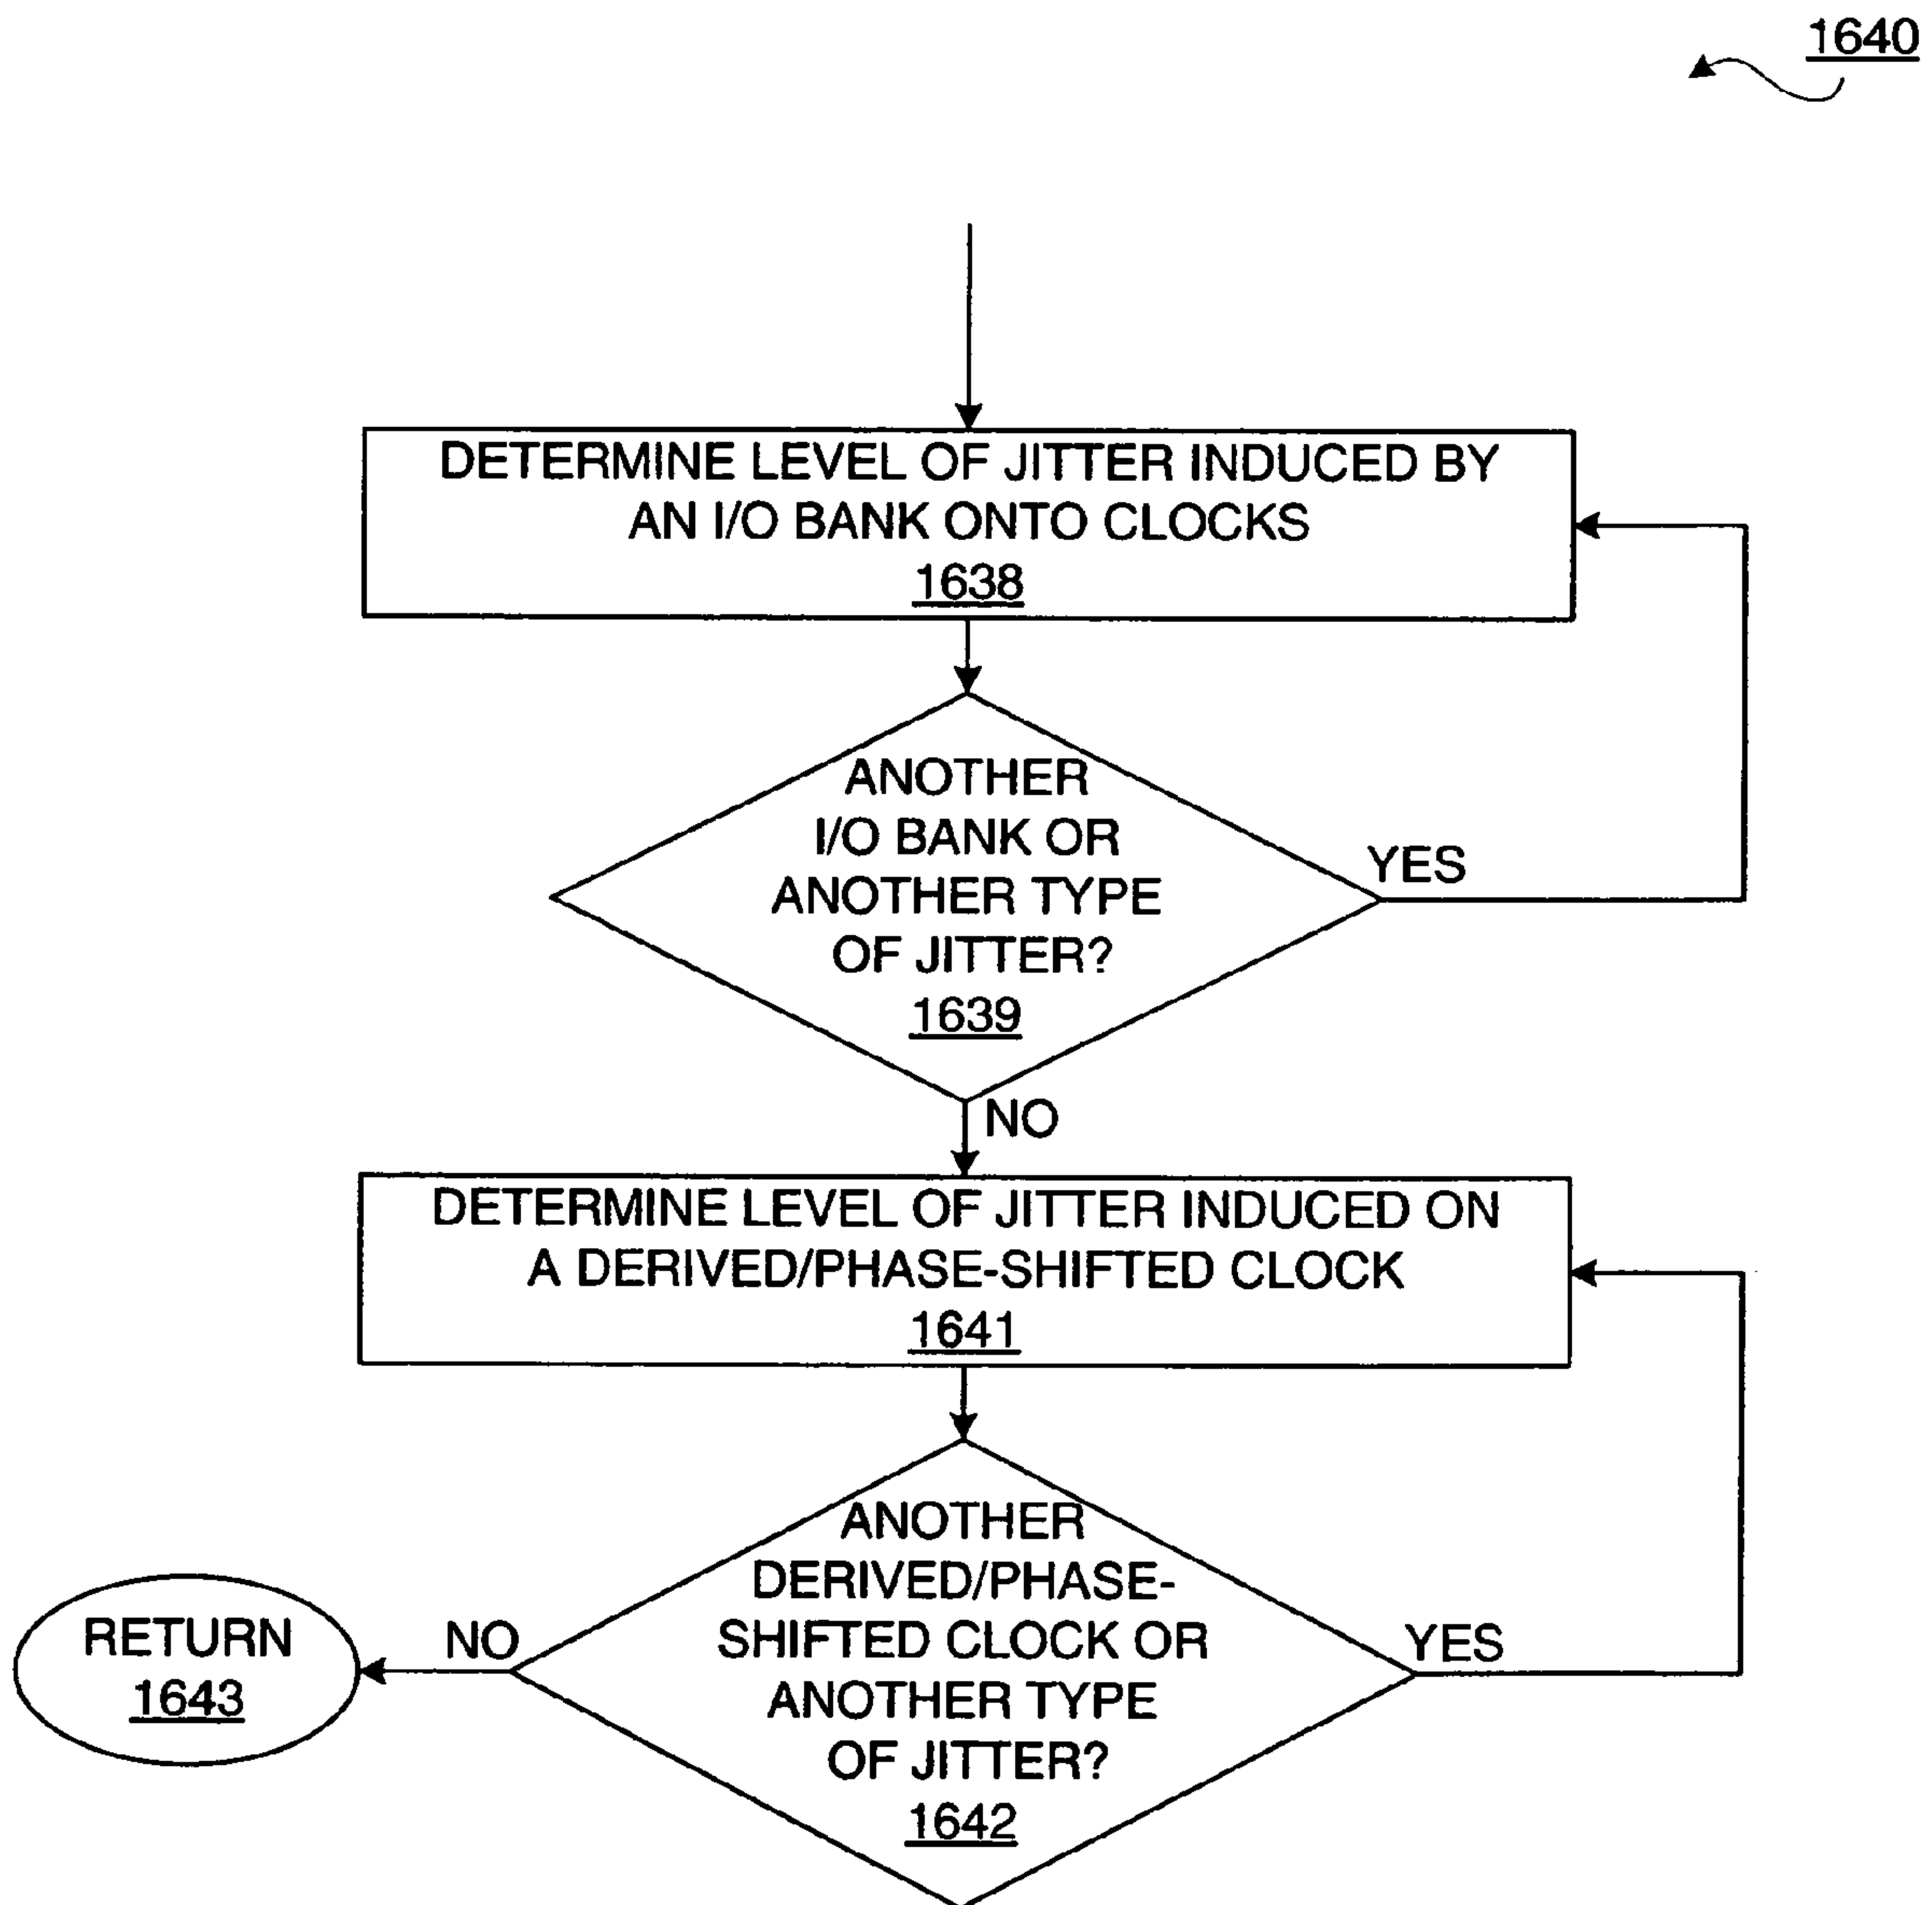 1640
DETERMINE LEVEL OF JITTER INDUCED BY
AN I/O BANK ONTO CLOCKS
1638
ANOTHER
I/O BANK OR
ANOTHER TYPE
OF JITTER?
1639
YES
NO
DETERMINE LEVEL OF JITTER INDUCED ON
A DERIVED/PHASE-SHIFTED CLOCK
1641
ANOTHER
DERIVED/PHASE-
SHIFTED CLOCK OR
ANOTHER TYPE
OF JITTER?
1642
YES
NO
RETURN
1643